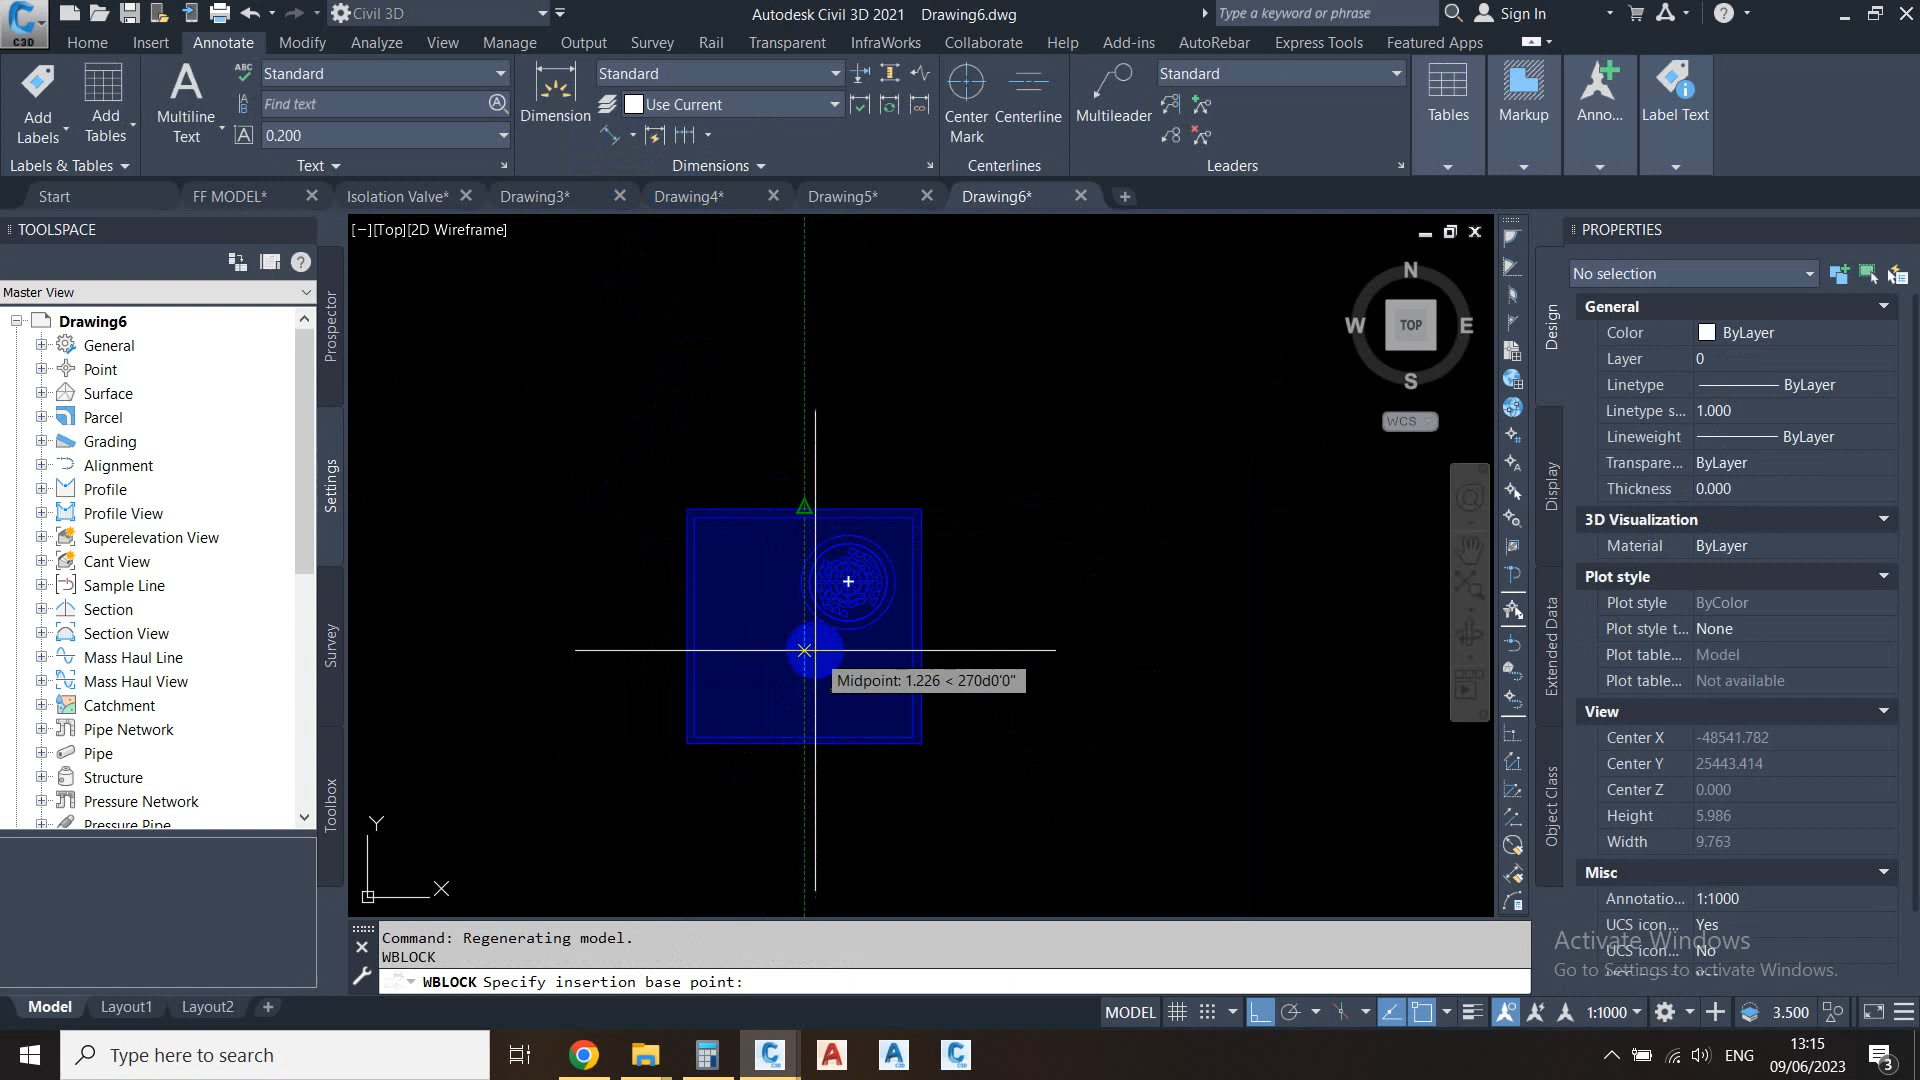 C3D
Civil 3D
Autodesk Civil 3D 2021 Drawing6.dwg
Type a keyword or phrase
Sign In
Home Insert Annotate Modify Analyze View Manage Output Survey Rail Transparent InfraWorks Collaborate Help Add-ins AutoRebar Express Tools Featured Apps
Add Labels
Add Tables
Labels & Tables
Multiline Text
ABC
Standard
Find text
0.200
Text
Dimension
Standard
Use Current
Dimensions
Center Mark
Centerline
Centerlines
Multileader
Standard
Leaders
Tables
Markup
Anno...
Label Text
Start FF MODEL* Isolation Valve* Drawing3* Drawing4* Drawing5* Drawing6*
TOOLSPACE
Master View
Drawing6
General
Point
Surface
Parcel
Grading
Alignment
Profile
Profile View
Superelevation View
Cant View
Sample Line
Section
Section View
Mass Haul Line
Mass Haul View
Catchment
Pipe Network
Pipe
Structure
Pressure Network
Pressure Pipe
Prospector
Settings
Survey
Toolbox
[−][Top][2D Wireframe]
N
W TOP E
S
WCS
Midpoint: 1.226 < 270d0'0"
Y
X
Command: Regenerating model.
WBLOCK
WBLOCK Specify insertion base point:
PROPERTIES
No selection
Design
Display
Extended Data
Object Class
General
Color ByLayer
Layer 0
Linetype ByLayer
Linetype s... 1.000
Lineweight ByLayer
Transpare... ByLayer
Thickness 0.000
3D Visualization
Material ByLayer
Plot style
Plot style ByColor
Plot style t... None
Plot table... Model
Plot table... Not available
View
Center X -48541.782
Center Y 25443.414
Center Z 0.000
Height 5.986
Width 9.763
Misc
Annotatio... 1:1000
UCS icon... Yes
UCS icon... No
Activate Windows
Go to Settings to activate Windows.
Model Layout1 Layout2
MODEL 1:1000 3.500
Type here to search
ENG
13:15
09/06/2023
3